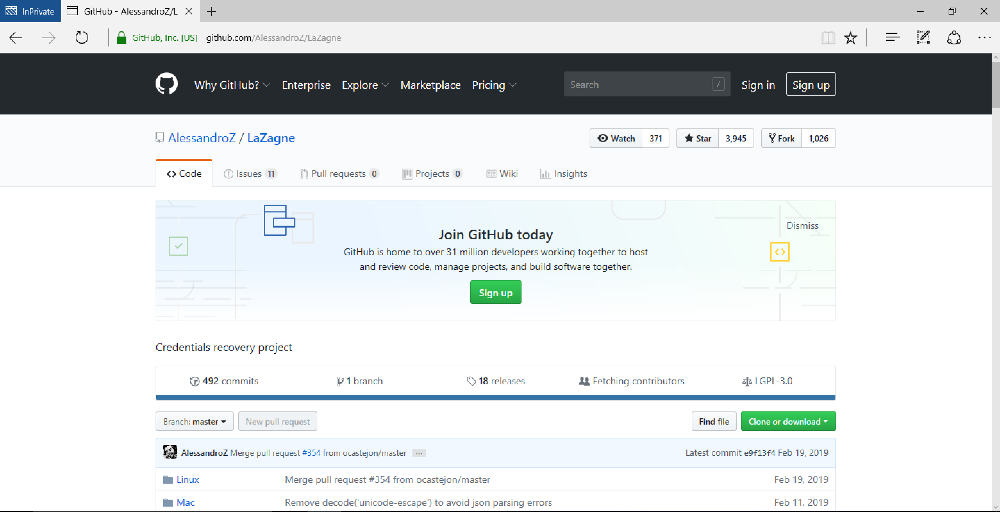 InPrivate GitHub - AlessandroZ/L
GitHub, Inc. [US] github.com/AlessandroZ/LaZagne
Why GitHub? Enterprise Explore Marketplace Pricing Search / Sign in Sign up
AlessandroZ / LaZagne Watch 371 Star 3,945 Fork 1,026
Code Issues 11 Pull requests 0 Projects 0 Wiki Insights
Dismiss
Join GitHub today
GitHub is home to over 31 million developers working together to host
and review code, manage projects, and build software together.
Sign up
Credentials recovery project
492 commits 1 branch 18 releases Fetching contributors LGPL-3.0
Branch: master New pull request Find file Clone or download
AlessandroZ Merge pull request #354 from ocastejon/master ... Latest commit e9f13f4 Feb 19, 2019
Linux Merge pull request #354 from ocastejon/master Feb 19, 2019
Mac Remove decode('unicode-escape') to avoid json parsing errors Feb 11, 2019